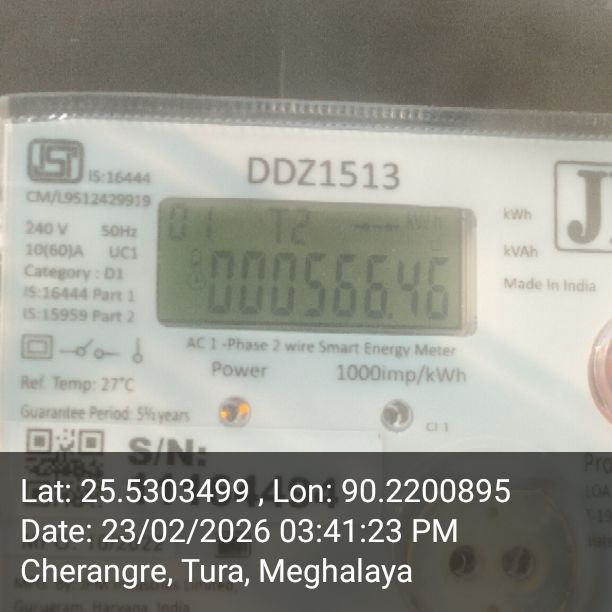 IS:16444
CM/L9512429919
DDZ1513
240 V 50Hz
10(60)A UC1
Category : D1
IS:16444 Part 1
IS:15959 Part 2
01 T2 kWh
000566.46
kWh
kVAh
Made In India
AC 1 -Phase 2 wire Smart Energy Meter
Power 1000imp/kWh
Ref. Temp: 27°C
Guarantee Period: 5½ years
S/N:
Lat: 25.5303499 , Lon: 90.2200895
Date: 23/02/2026 03:41:23 PM
Cherangre, Tura, Meghalaya